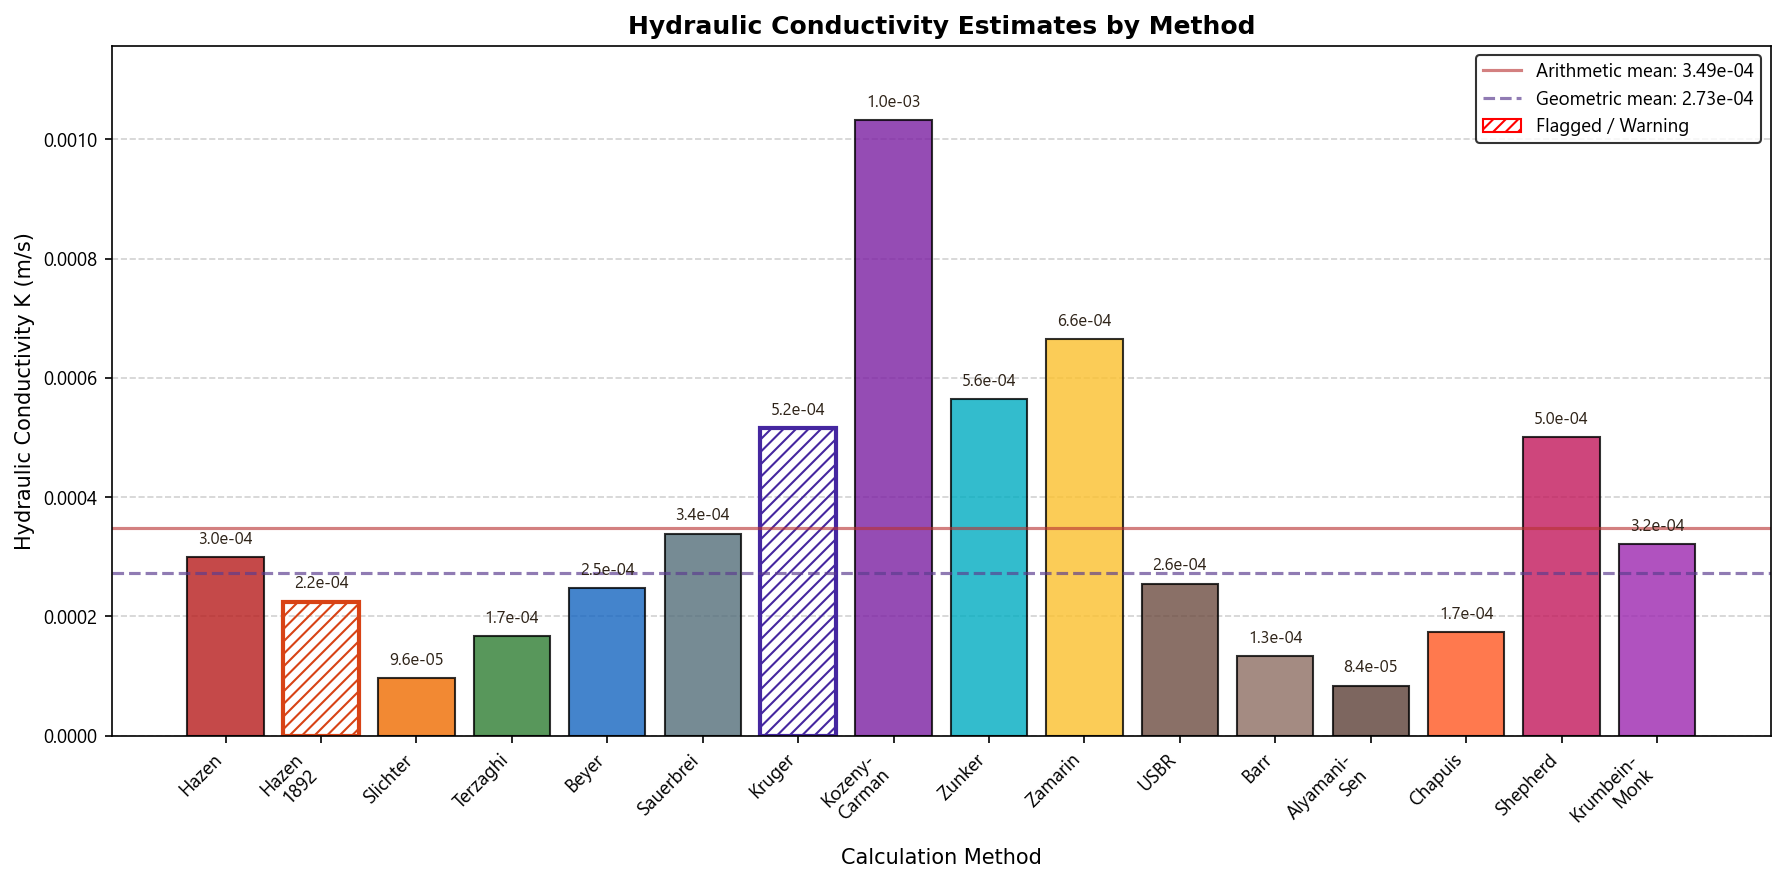 Hydraulic Conductivity Estimates by Method
Arithmetic mean: 3.49e-04
Geometric mean: 2.73e-04
Flagged / Warning
Hydraulic Conductivity K (m/s)
0.0010
0.0008
0.0006
0.0004
0.0002
0.0000
3.0e-04
2.2e-04
9.6e-05
1.7e-04
2.5e-04
3.4e-04
5.2e-04
1.0e-03
5.6e-04
6.6e-04
2.6e-04
1.3e-04
8.4e-05
1.7e-04
5.0e-04
3.2e-04
Hazen
Hazen
1892
Slichter
Terzaghi
Beyer
Sauerbrei
Kruger
Kozeny-
Carman
Zunker
Zamarin
USBR
Barr
Alyamani-
Sen
Chapuis
Shepherd
Krumbein-
Monk
Calculation Method